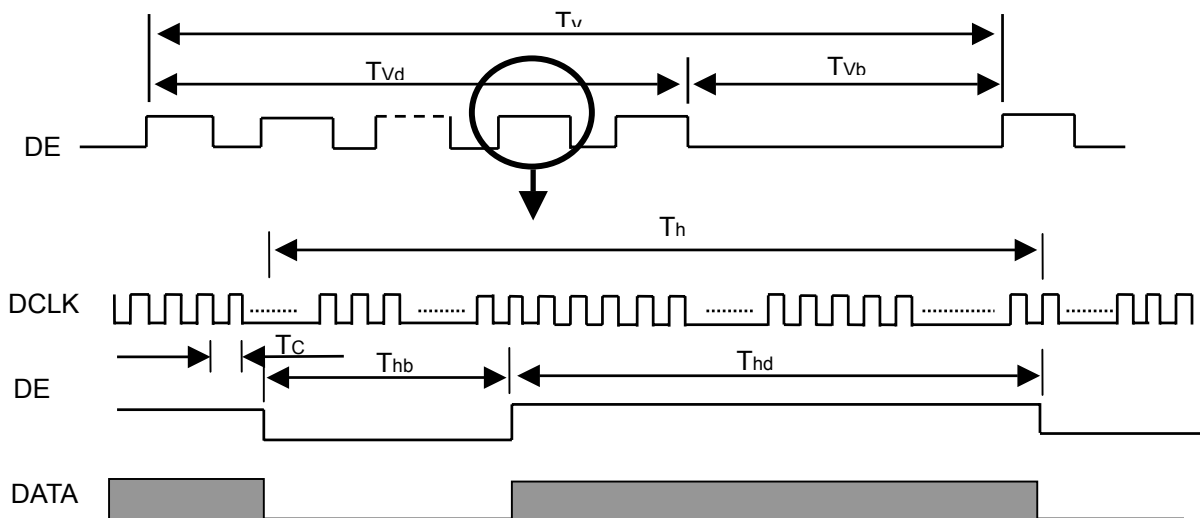 Tv
TVd
TVb
DE
Th
DCLK
TC
Thb
Thd
DE
DATA